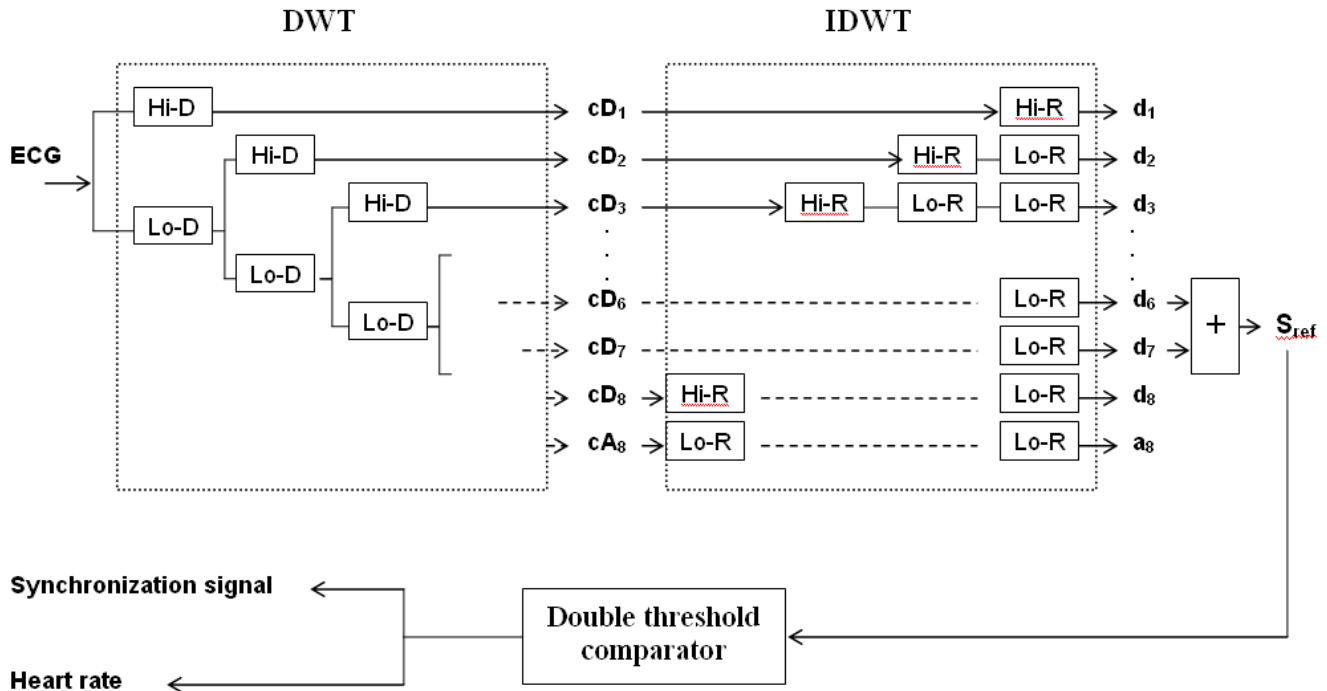 DWT IDWT
Hi-D cD1 Hi-R d1
ECG Hi-D cD2 Hi-R Lo-R d2
Hi-D cD3 Hi-R Lo-R Lo-R d3
Lo-D
Lo-D
cD6 Lo-R d6
Lo-D + Sref
cD7 Lo-R d7
cD8 Hi-R Lo-R d8
cA8 Lo-R Lo-R a8
Synchronization signal
Double threshold
comparator
Heart rate